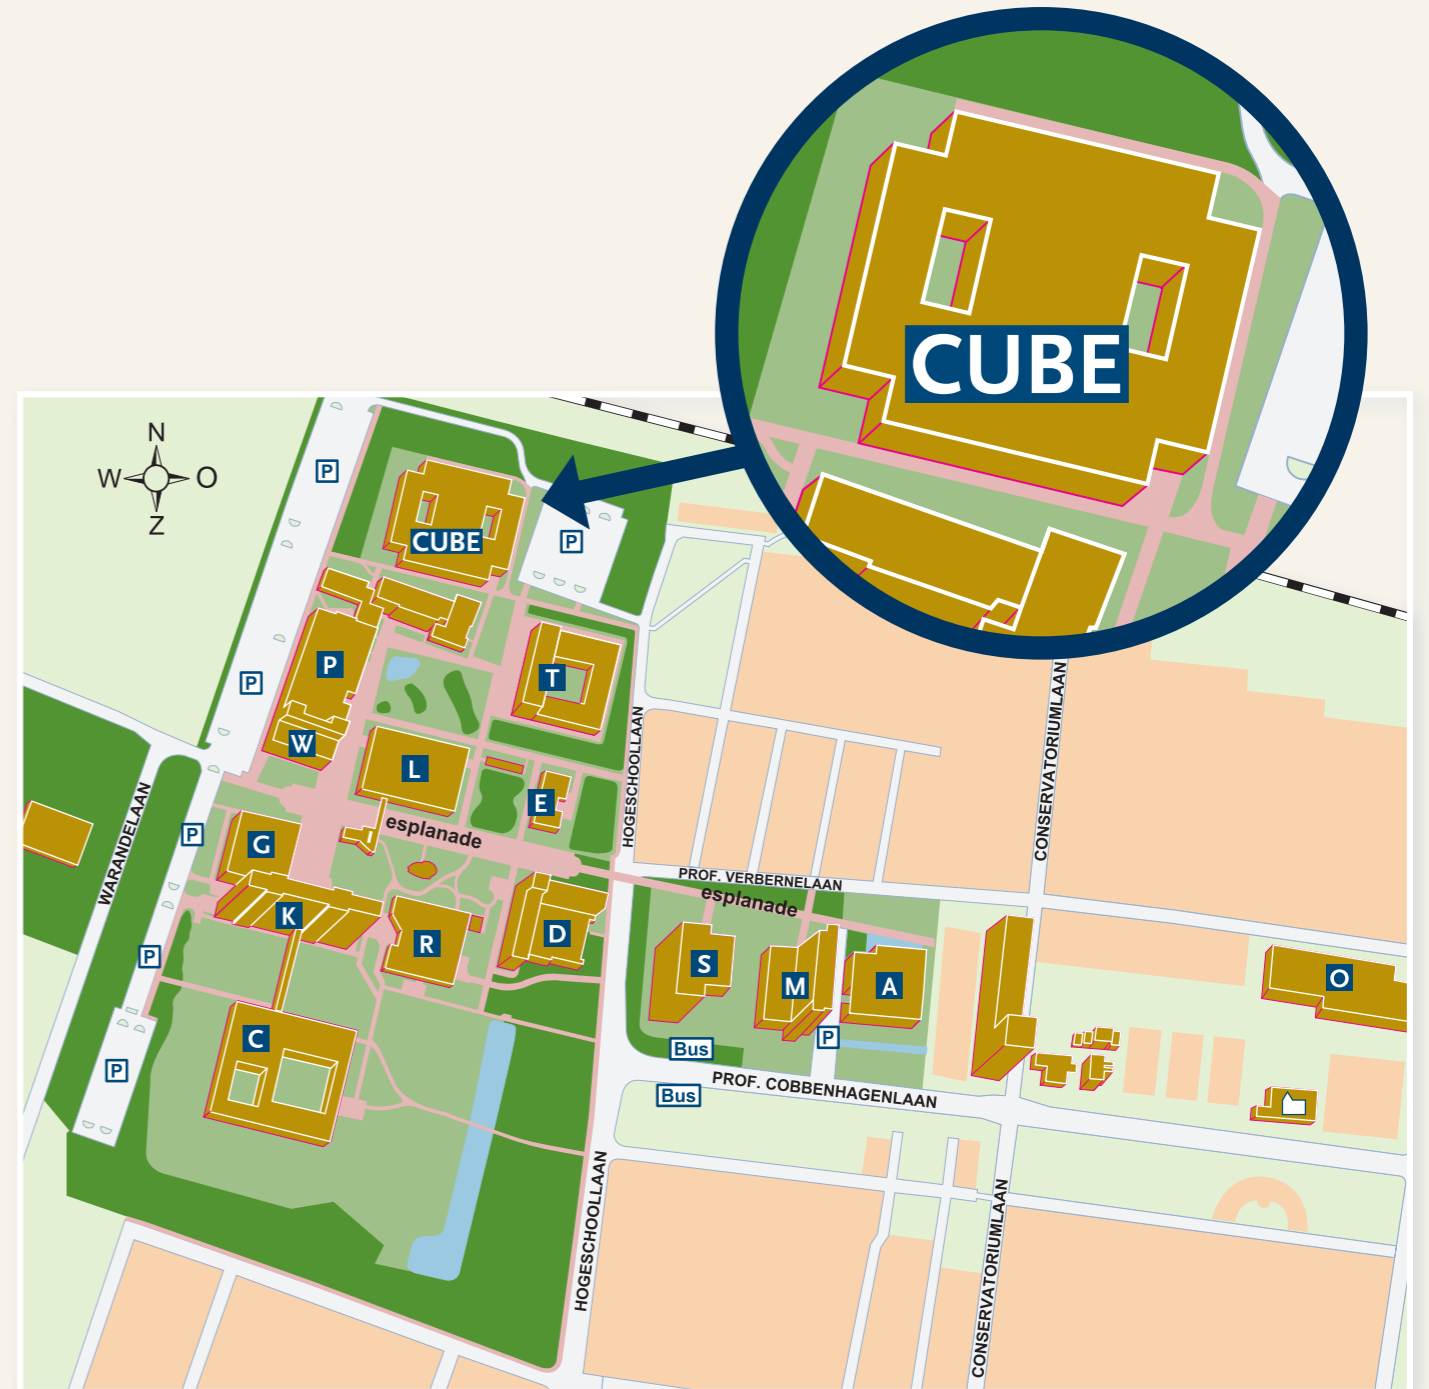 CUBE
N
W O
Z
P
CUBE
P
P
T
P
W
L
E
HOGESCHOOLLAAN
CONSERVATORIUMLAAN
WARANDELAAN
P
G
esplanade
PROF. VERBERNELAAN
esplanade
K
R
D
S
M
A
O
P
C
P
P
Bus
Bus
PROF. COBBENHAGENLAAN
HOGESCHOOLLAAN
CONSERVATORIUMLAAN